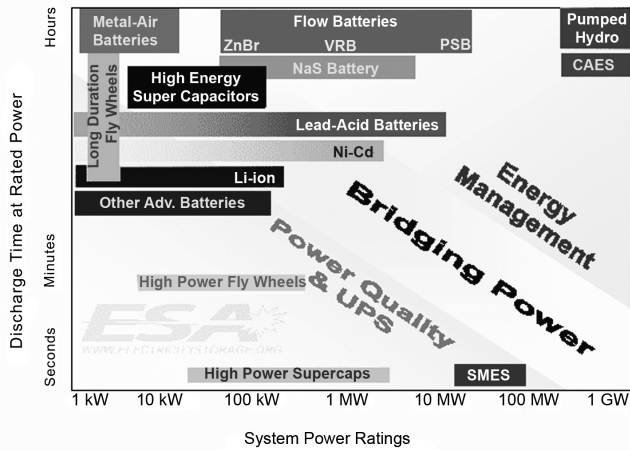 Hours
Minutes
Seconds
Discharge Time at Rated Power
Metal-Air
Batteries
Flow Batteries
ZnBr VRB PSB
Pumped
Hydro
CAES
NaS Battery
High Energy
Super Capacitors
Long Duration
Fly Wheels
Lead-Acid Batteries
Ni-Cd
Li-ion
Other Adv. Batteries
Energy
Management
Bridging Power
Power Quality
& UPS
High Power Fly Wheels
ESA
WWW.ELECTRICITYSTORAGE.ORG
High Power Supercaps
SMES
1 kW 10 kW 100 kW 1 MW 10 MW 100 MW 1 GW
System Power Ratings